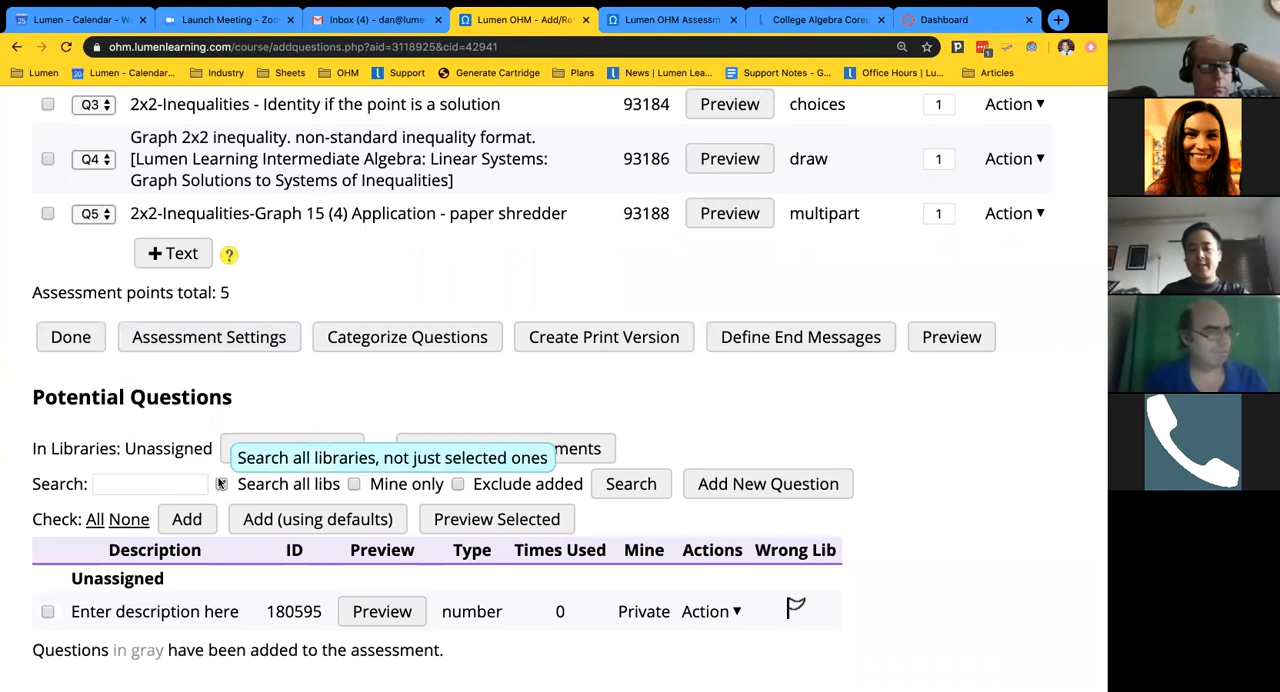 Lumen - Calendar - W
Launch Meeting - Zoo
Inbox (4) - dan@lumen
Lumen OHM - Add/Re
Lumen OHM Assessm
College Algebra Core
Dashboard
ohm.lumenlearning.com/course/addquestions.php?aid=3118925&cid=42941
Lumen
Lumen - Calendar...
Industry
Sheets
OHM
Support
Generate Cartridge
Plans
News | Lumen Lea...
Support Notes - G...
Office Hours | Lu...
Articles
Q3 2x2-Inequalities - Identity if the point is a solution 93184 Preview choices 1 Action
Graph 2x2 inequality. non-standard inequality format.
Q4 [Lumen Learning Intermediate Algebra: Linear Systems: 93186 Preview draw 1 Action
Graph Solutions to Systems of Inequalities]
Q5 2x2-Inequalities-Graph 15 (4) Application - paper shredder 93188 Preview multipart 1 Action
+ Text ?
Assessment points total: 5
Done Assessment Settings Categorize Questions Create Print Version Define End Messages Preview
Potential Questions
In Libraries: Unassigned ments
Search all libraries, not just selected ones
Search: Search all libs Mine only Exclude added Search Add New Question
Check: All None Add Add (using defaults) Preview Selected
Description ID Preview Type Times Used Mine Actions Wrong Lib
Unassigned
Enter description here 180595 Preview number 0 Private Action
Questions in gray have been added to the assessment.